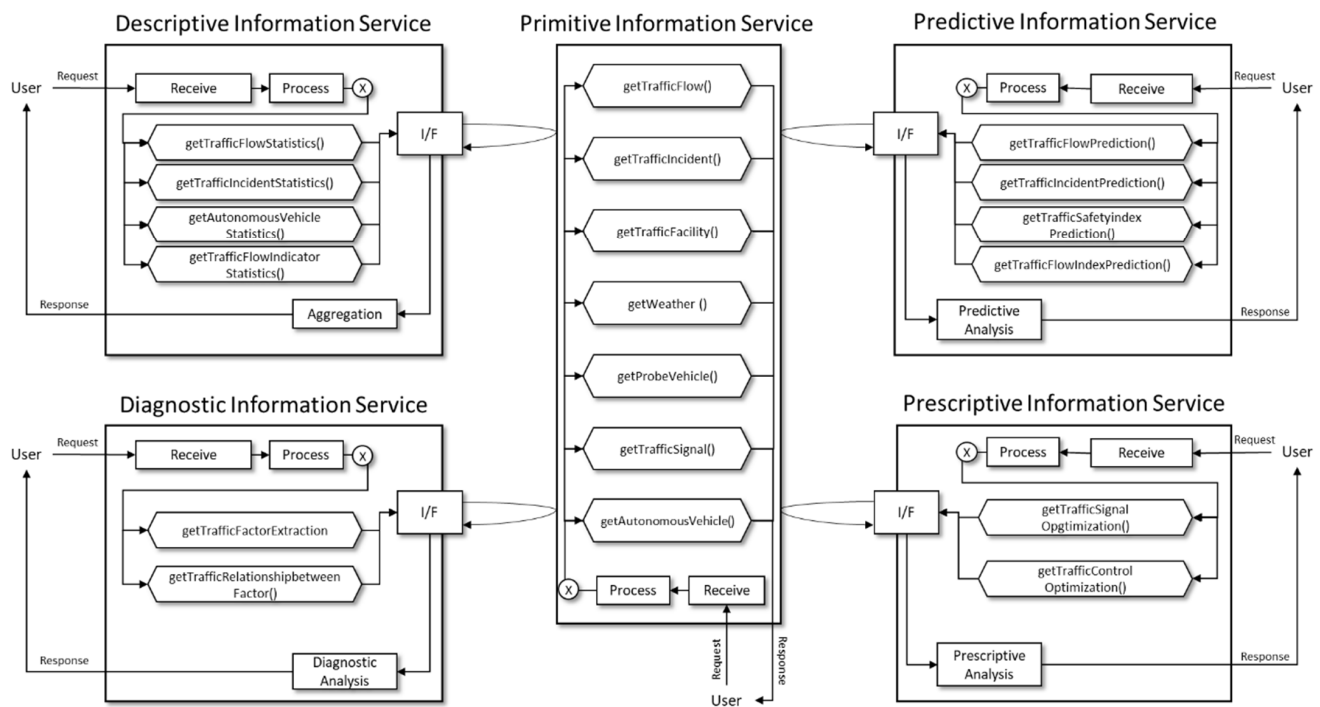 Descriptive Information Service
User
Request
Receive
Process
X
getTrafficFlowStatistics()
getTrafficIncidentStatistics()
getAutonomousVehicle
Statistics()
getTrafficFlowIndicator
Statistics()
I/F
Response
Aggregation
Primitive Information Service
getTrafficFlow()
getTrafficIncident()
getTrafficFacility()
getWeather ()
getProbeVehicle()
getTrafficSignal()
getAutonomousVehicle()
X
Process
Receive
Request
Response
User
Predictive Information Service
X
Process
Receive
Request
User
I/F
getTrafficFlowPrediction()
getTrafficIncidentPrediction()
getTrafficSafetyindex
Prediction()
getTrafficFlowIndexPrediction()
Predictive
Analysis
Response
Diagnostic Information Service
User
Request
Receive
Process
X
getTrafficFactorExtraction
getTrafficRelationshipbetween
Factor()
I/F
Response
Diagnostic
Analysis
Prescriptive Information Service
X
Process
Receive
Request
User
I/F
getTrafficSignal
Opgtimization()
getTrafficControl
Optimization()
Prescriptive
Analysis
Response